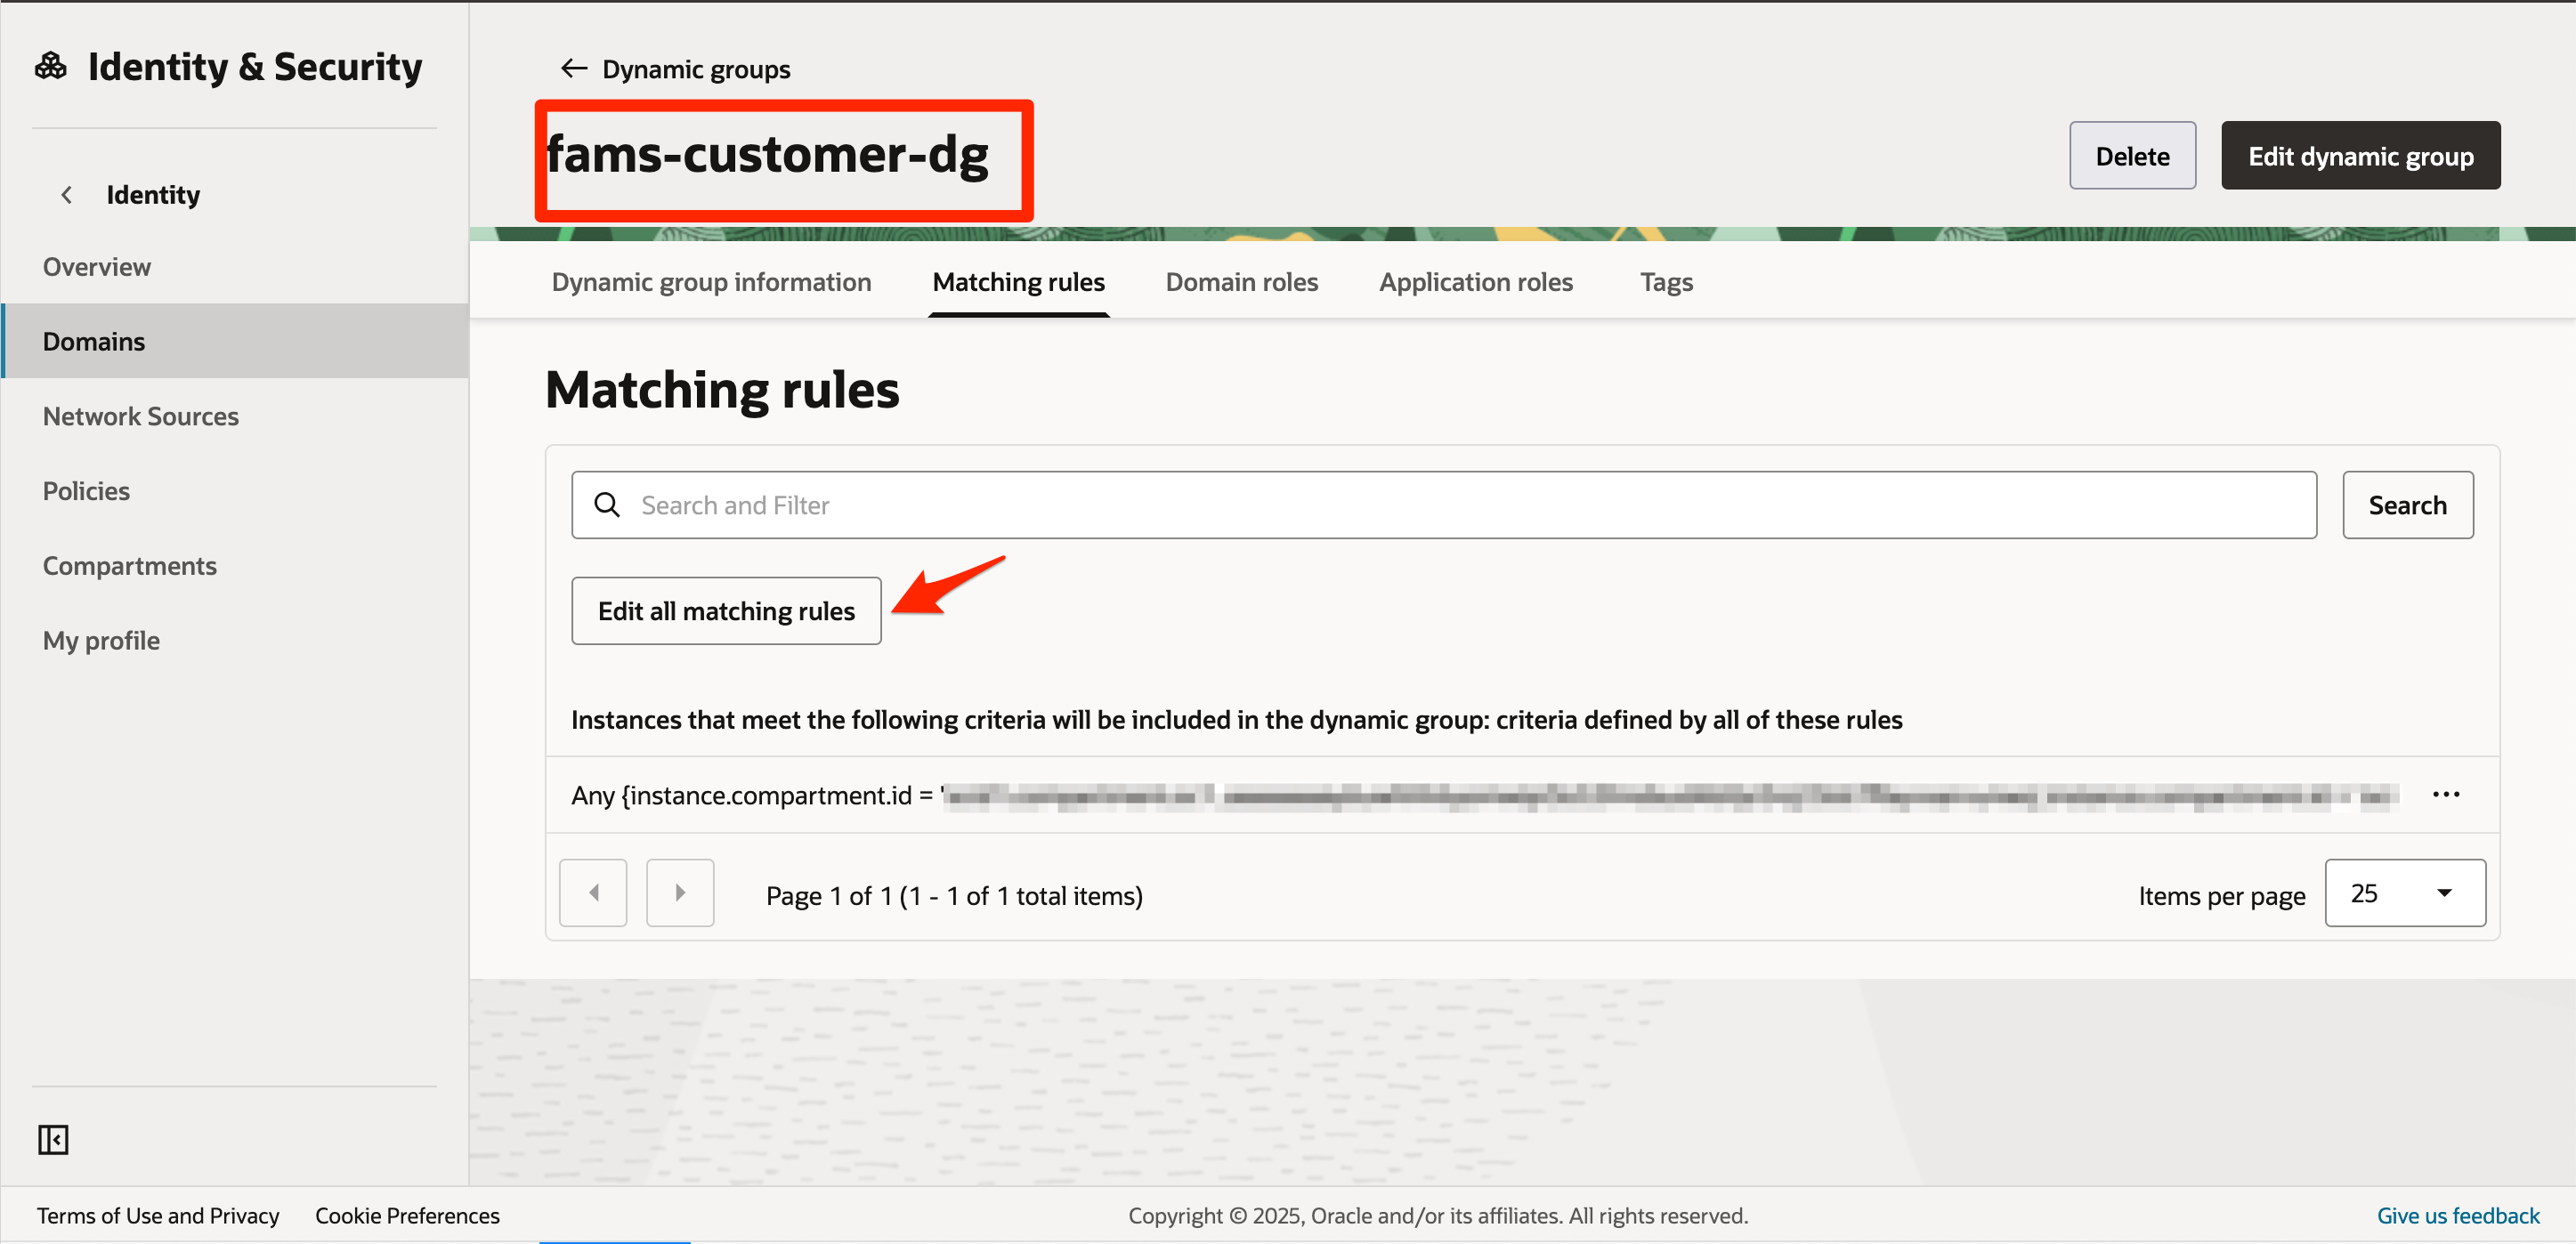 Identity & Security
Identity
Overview
Domains
Network Sources
Policies
Compartments
My profile
Dynamic groups
fams-customer-dg
Delete
Edit dynamic group
Dynamic group information
Matching rules
Domain roles
Application roles
Tags
Matching rules
Search and Filter
Search
Edit all matching rules
Instances that meet the following criteria will be included in the dynamic group: criteria defined by all of these rules
Any {instance.compartment.id = '
Page 1 of 1 (1 - 1 of 1 total items)
Items per page
25
Terms of Use and Privacy
Cookie Preferences
Copyright © 2025, Oracle and/or its affiliates. All rights reserved.
Give us feedback